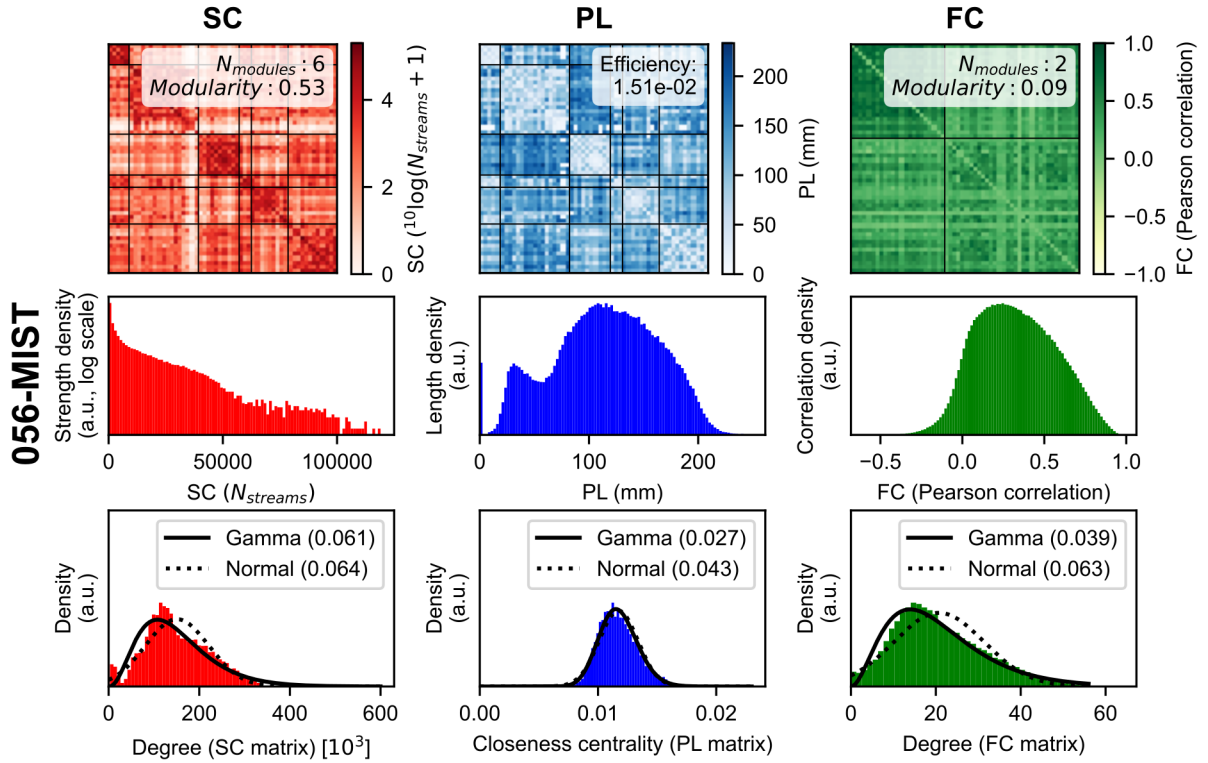 SC
PL
FC
N_modules : 6
Modularity : 0.53
4
2
0
SC (^10log(N_streams + 1)
Efficiency:
1.51e-02
200
150
100
50
0
PL (mm)
N_modules : 2
Modularity : 0.09
1.0
0.5
0.0
−0.5
−1.0
FC (Pearson correlation)
056-MIST
Strength density
(a.u., log scale)
0
50000
100000
SC (N_streams)
Length density
(a.u.)
0
100
200
PL (mm)
Correlation density
(a.u.)
−0.5
0.0
0.5
1.0
FC (Pearson correlation)
Density
(a.u.)
Gamma (0.061)
Normal (0.064)
0
200
400
600
Degree (SC matrix) [10^3]
Density
(a.u.)
Gamma (0.027)
Normal (0.043)
0.00
0.01
0.02
Closeness centrality (PL matrix)
Density
(a.u.)
Gamma (0.039)
Normal (0.063)
0
20
40
60
Degree (FC matrix)